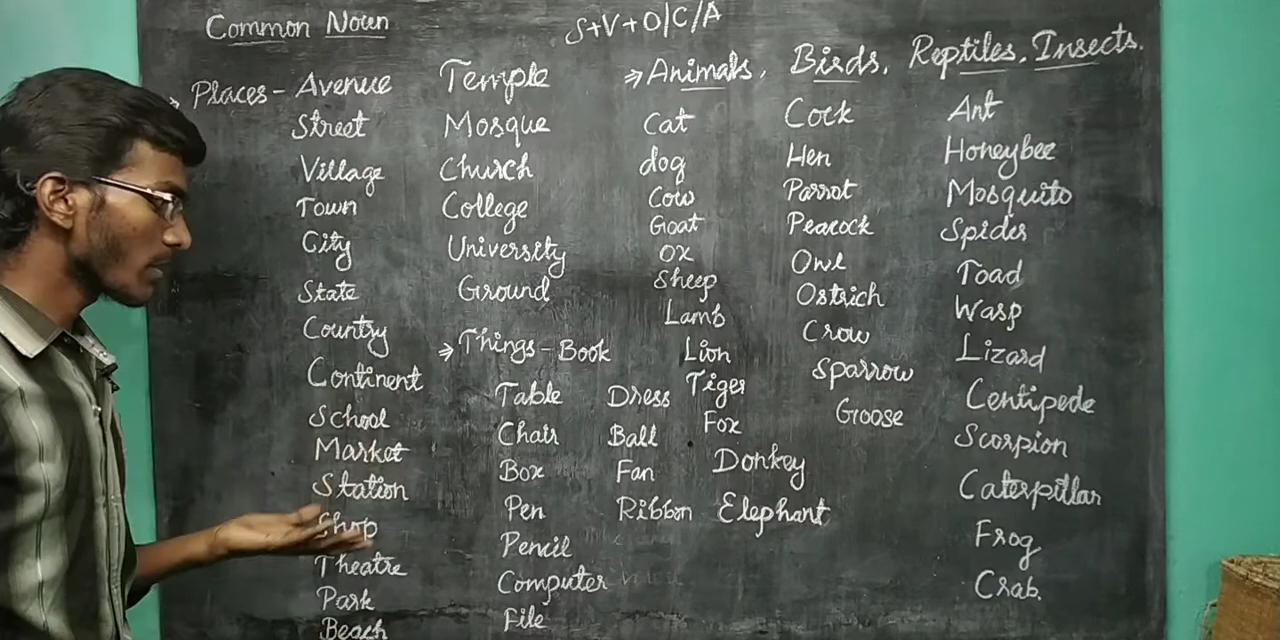 Common Noun
S+V+O/C/A
Places - Avenue
Street
Village
Town
City
State
Country
Continent
School
Market
Station
Shop
Theatre
Park
Beach
Temple
Mosque
Church
College
University
Ground
⇒ Things - Book
Table
Chair
Box
Pen
Pencil
Computer
File
Dress
Ball
Fan
Ribbon
⇒ Animals, Birds, Reptiles, Insects.
Cat
dog
Cow
Goat
OX
Sheep
Lamb
Lion
Tiger
Fox
Donkey
Elephant
Cock
Hen
Parrot
Peacock
Owl
Ostrich
Crow
Sparrow
Goose
Ant
Honeybee
Mosquito
Spider
Toad
Wasp
Lizard
Centipede
Scorpion
Caterpillar
Frog
Crab.